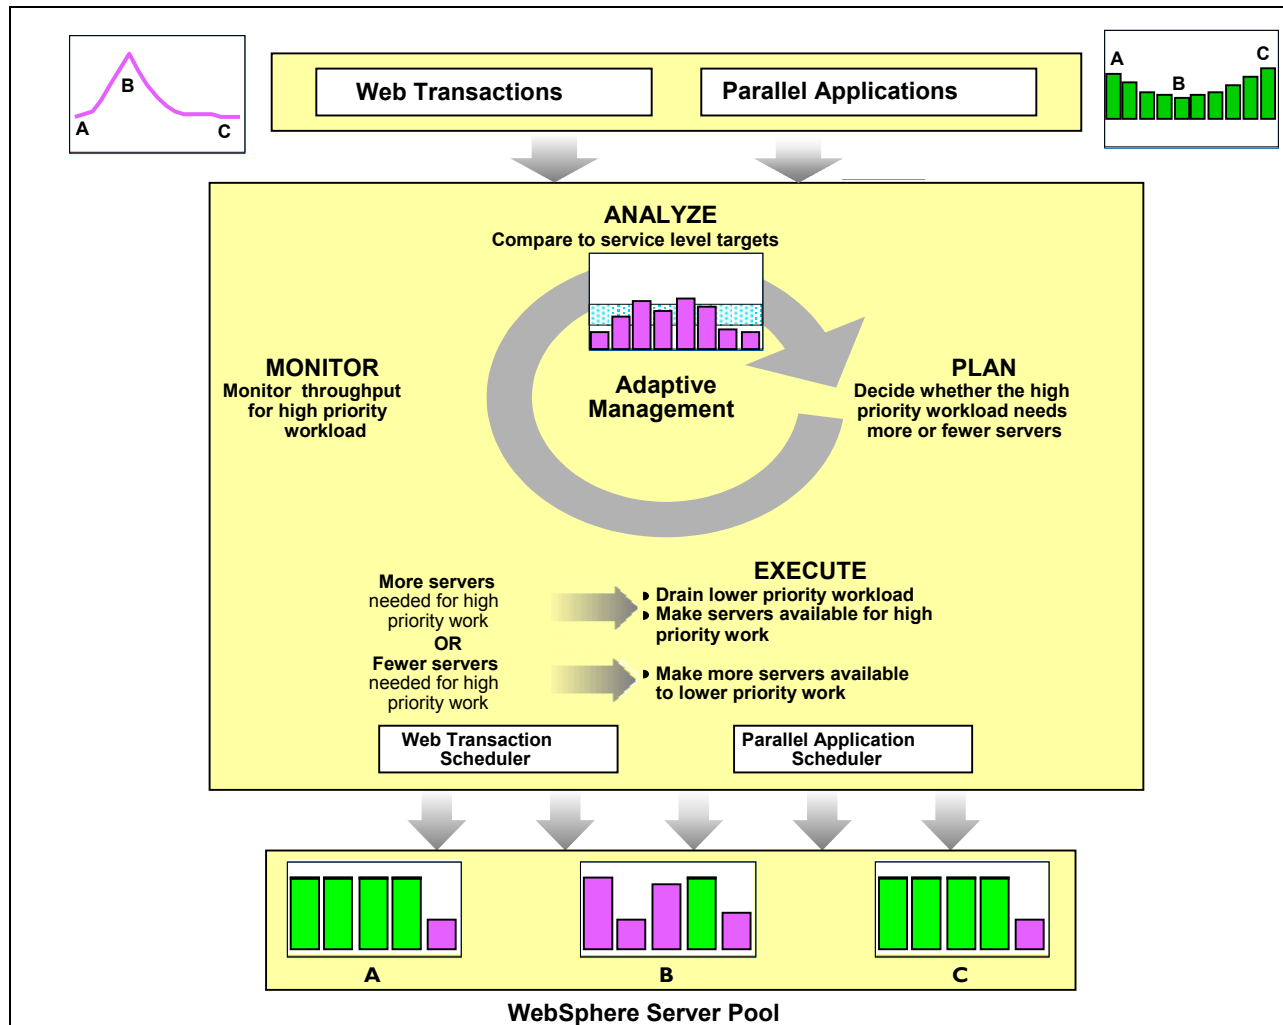 A
B
C
Web Transactions
Parallel Applications
A
B
C
ANALYZE
Compare to service level targets
MONITOR
Monitor throughput
for high priority
workload
Adaptive
Management
PLAN
Decide whether the high
priority workload needs
more or fewer servers
More servers
needed for high
priority work
OR
Fewer servers
needed for high
priority work
EXECUTE
• Drain lower priority workload
• Make servers available for high
priority work
• Make more servers available
to lower priority work
Web Transaction
Scheduler
Parallel Application
Scheduler
A
B
C
WebSphere Server Pool